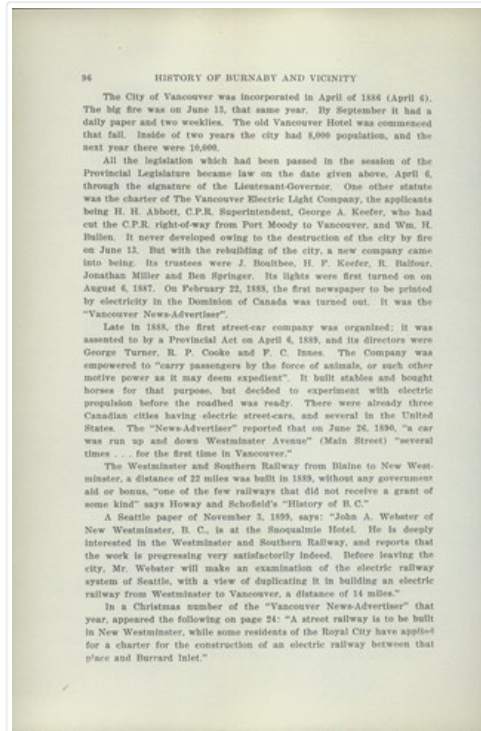 96 HISTORY OF BURNABY AND VICINITY
The City of Vancouver was incorporated in April of 1886 (April 6).
The big fire was on June 13, that same year. By September it had a
daily paper and two weeklies. The old Vancouver Hotel was commenced
that fall. Inside of two years the city had 8,000 population, and the
next year there were 10,000.
All the legislation which had been passed in the session of the
Provincial Legislature became law on the date given above, April 6,
through the signature of the Lieutenant-Governor. One other statute
was the charter of The Vancouver Electric Light Company, the applicants
being H. H. Abbott, C.P.R. Superintendent, George A. Keefer, who had
cut the C.P.R. right-of-way from Port Moody to Vancouver, and Wm. H.
Bullen. It never developed owing to the destruction of the city by fire
on June 13. But with the rebuilding of the city, a new company came
into being. Its trustees were J. Boultbee, H. F. Keefer, R. Balfour,
Jonathan Miller and Ben Springer. Its lights were first turned on on
August 6, 1887. On February 22, 1888, the first newspaper to be printed
by electricity in the Dominion of Canada was turned out. It was the
"Vancouver News-Advertiser".
Late in 1888, the first street-car company was organized; it was
assented to by a Provincial Act on April 6, 1889, and its directors were
George Turner, R. P. Cooke and F. C. Innes. The Company was
empowered to "carry passengers by the force of animals, or such other
motive power as it may deem expedient". It built stables and bought
horses for that purpose, but decided to experiment with electric
propulsion before the roadbed was ready. There were already three
Canadian cities having electric street-cars, and several in the United
States. The "News-Advertiser" reported that on June 26, 1890, "a car
was run up and down Westminster Avenue" (Main Street) "several
times . . . for the first time in Vancouver."
The Westminster and Southern Railway from Blaine to New West-
minster, a distance of 22 miles was built in 1889, without any government
aid or bonus, "one of the few railways that did not receive a grant of
some kind" says Howay and Schofield's "History of B. C."
A Seattle paper of November 3, 1899, says: "John A. Webster of
New Westminster, B. C., is at the Snoqualmie Hotel. He is deeply
interested in the Westminster and Southern Railway, and reports that
the work is progressing very satisfactorily indeed. Before leaving the
city, Mr. Webster will make an examination of the electric railway
system of Seattle, with a view of duplicating it in building an electric
railway from Westminster to Vancouver, a distance of 14 miles."
In a Christmas number of the "Vancouver News-Advertiser" that
year, appeared the following on page 24: "A street railway is to be built
in New Westminster, while some residents of the Royal City have applied
for a charter for the construction of an electric railway between that
place and Burrard Inlet."